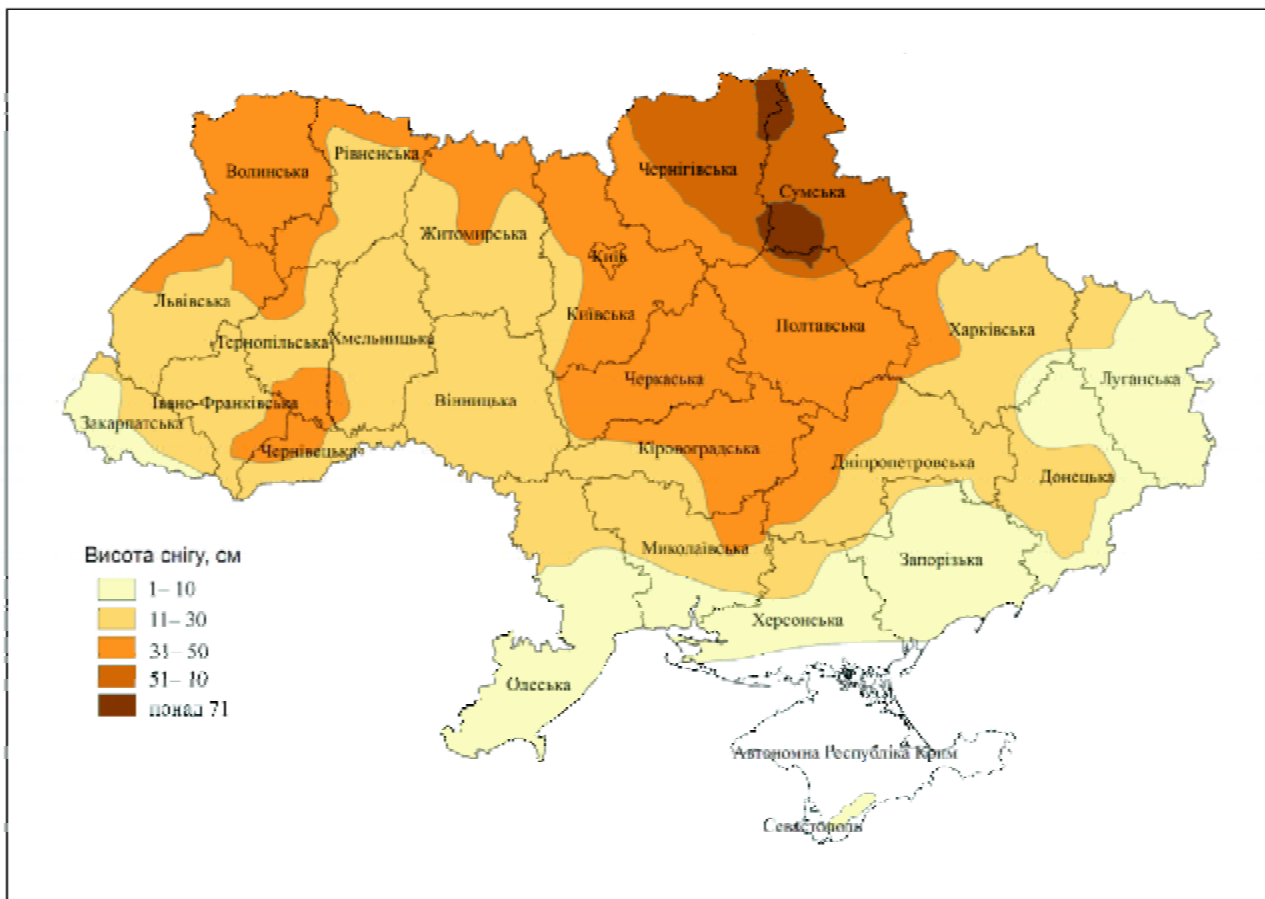 Волинська
Рівненська
Житомирська
Чернігівська
Сумська
Київ
Київська
Львівська
Тернопільська
Хмельницька
Вінницька
Черкаська
Полтавська
Харківська
Луганська
Івано-Франківська
Закарпатська
Чернівецька
Кіровоградська
Дніпропетровська
Донецька
Миколаївська
Запорізька
Херсонська
Одеська
Автономна Республіка Крим
Севастополь
Висота снігу, см
1– 10
11– 30
31– 50
51– 10
понад 71